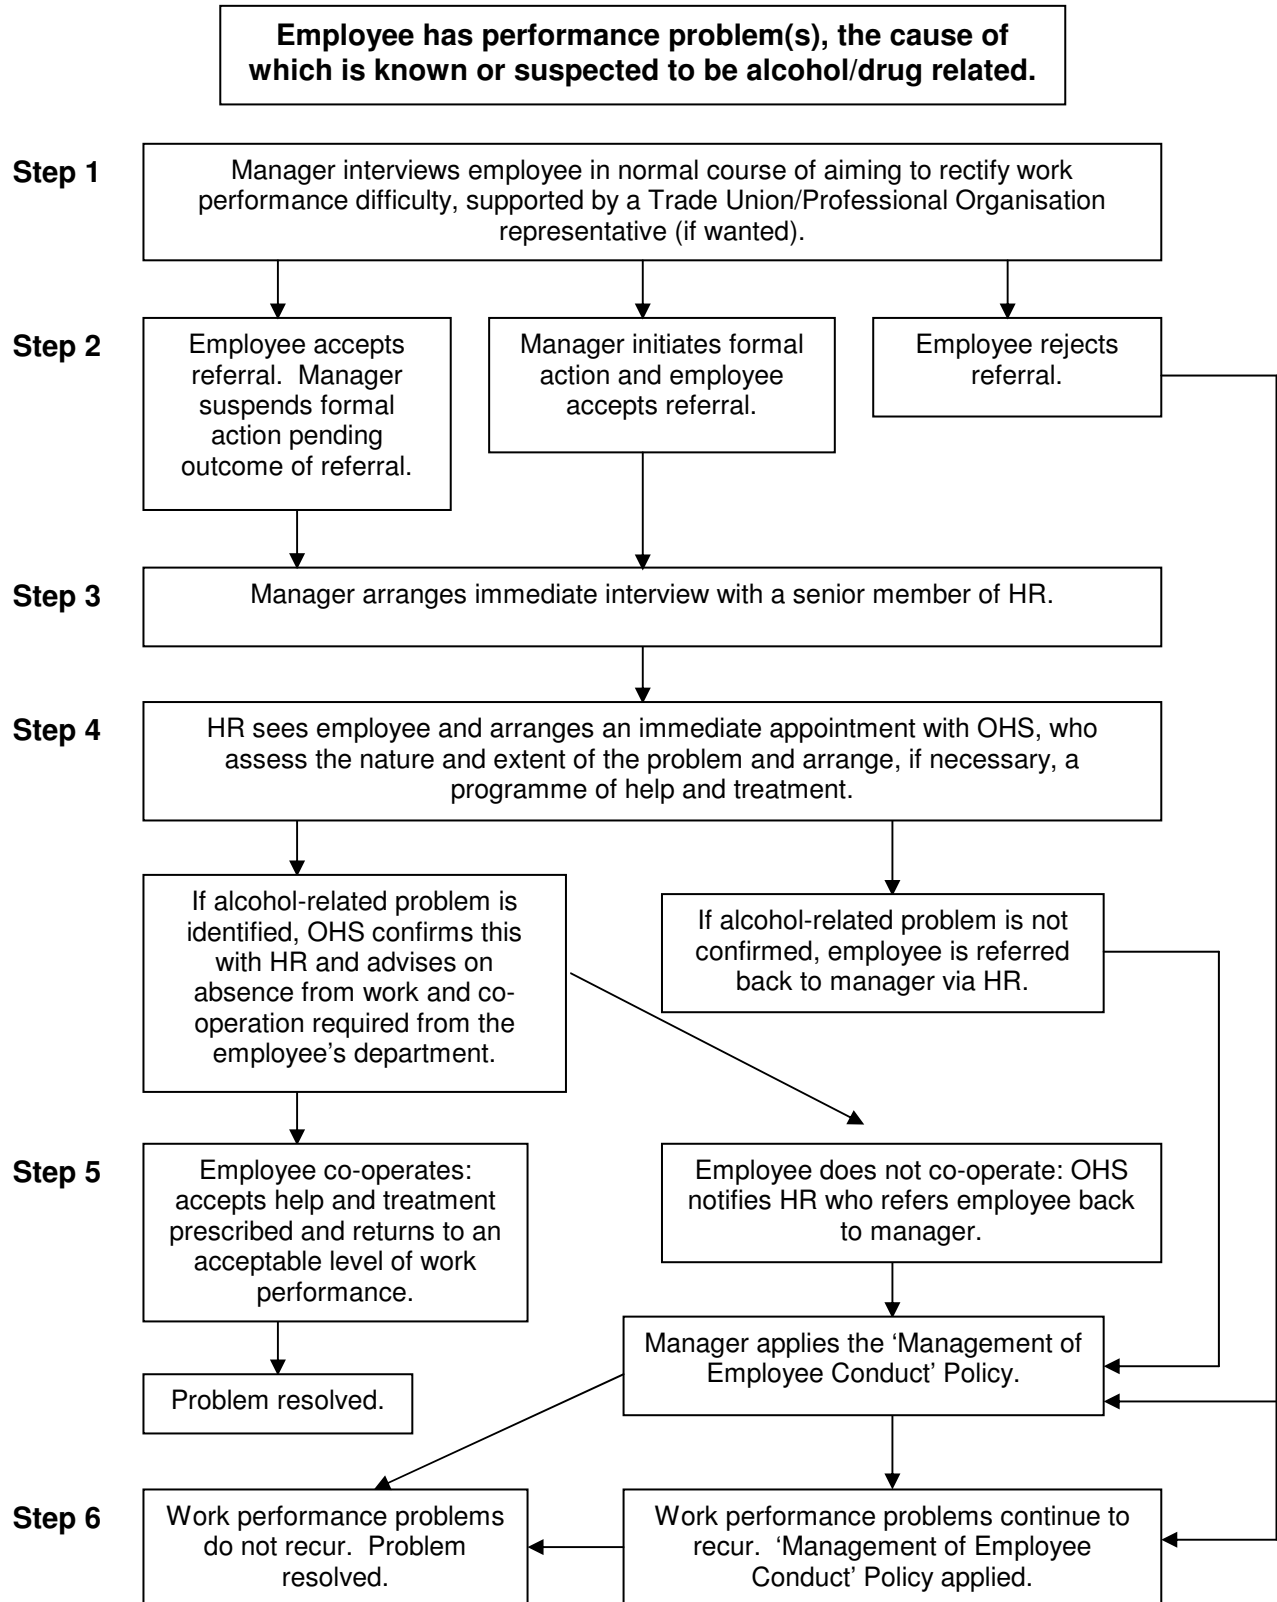 Employee has performance problem(s), the cause of
which is known or suspected to be alcohol/drug related.
Step 1
Manager interviews employee in normal course of aiming to rectify work
performance difficulty, supported by a Trade Union/Professional Organisation
representative (if wanted).
Step 2
Employee accepts
referral.  Manager
suspends formal
action pending
outcome of referral.
Manager initiates formal
action and employee
accepts referral.
Employee rejects
referral.
Step 3
Manager arranges immediate interview with a senior member of HR.
Step 4
HR sees employee and arranges an immediate appointment with OHS, who
assess the nature and extent of the problem and arrange, if necessary, a
programme of help and treatment.
If alcohol-related problem is
identified, OHS confirms this
with HR and advises on
absence from work and co-
operation required from the
employee’s department.
If alcohol-related problem is not
confirmed, employee is referred
back to manager via HR.
Step 5
Employee co-operates:
accepts help and treatment
prescribed and returns to an
acceptable level of work
performance.
Employee does not co-operate: OHS
notifies HR who refers employee back
to manager.
Manager applies the ‘Management of
Employee Conduct’ Policy.
Problem resolved.
Step 6
Work performance problems
do not recur.  Problem
resolved.
Work performance problems continue to
recur.  ‘Management of Employee
Conduct’ Policy applied.